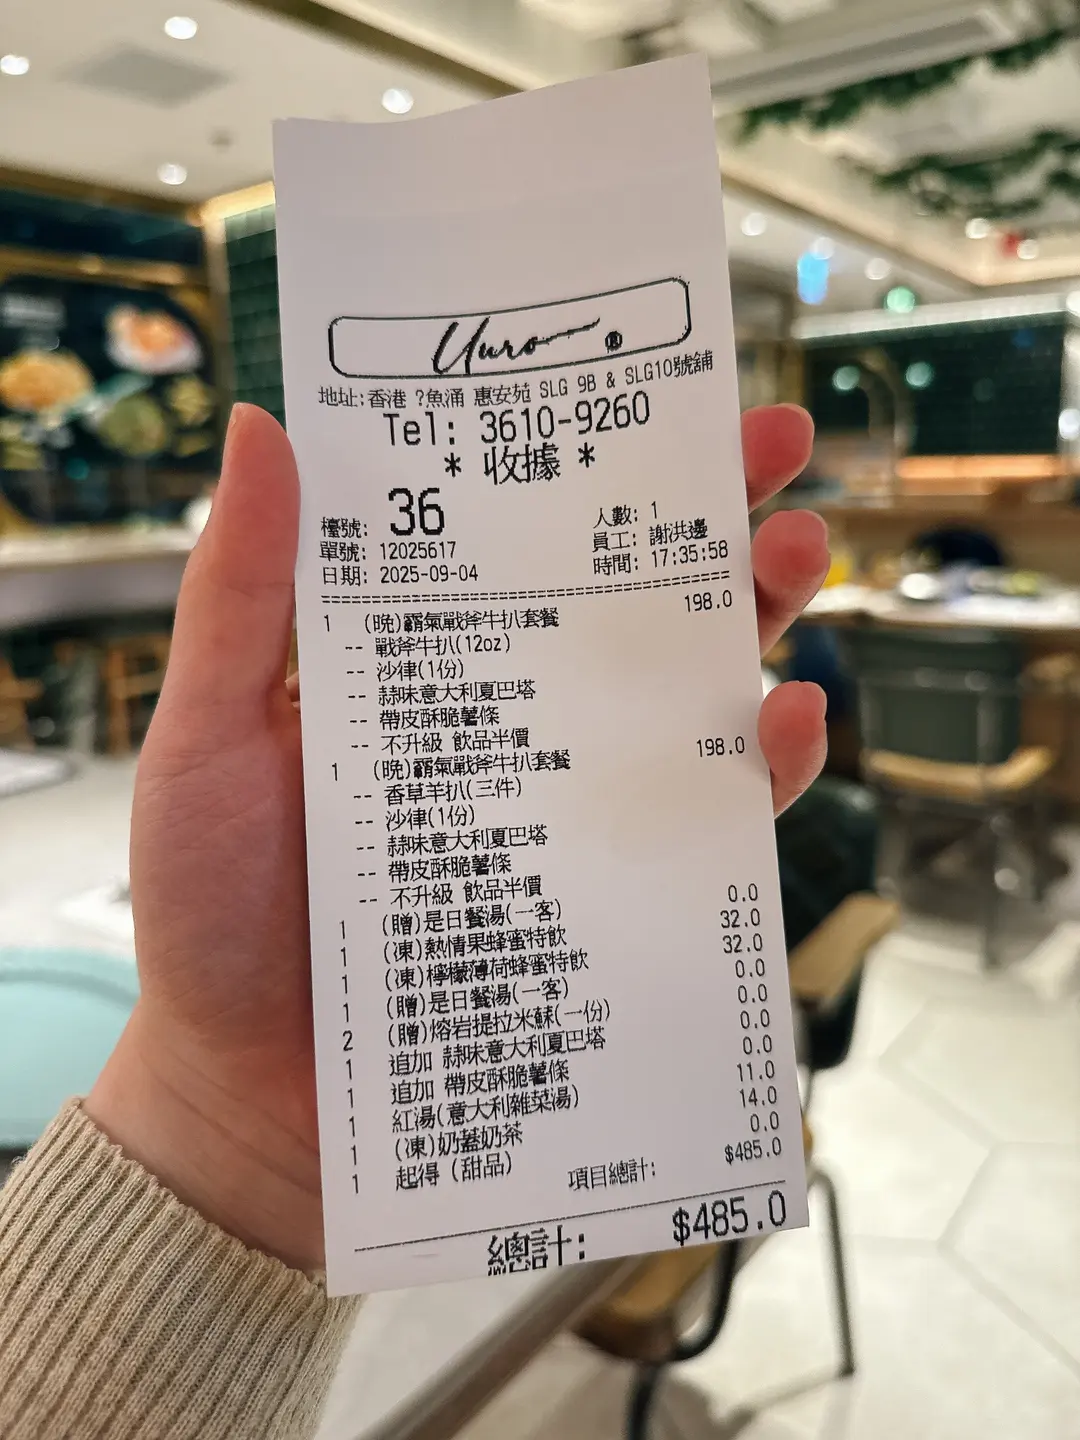 Uuro ®
地址:香港 ?魚涌 惠安苑 SLG 9B & SLG10號舖
Tel: 3610-9260
* 收據 *
檯號: 36 人數: 1
單號: 12025617 員工: 謝洪邊
日期: 2025-09-04 時間: 17:35:58
1 (晚)霸氣戰斧牛扒套餐 198.0
-- 戰斧牛扒(12oz)
-- 沙律(1份)
-- 蒜味意大利夏巴塔
-- 帶皮酥脆薯條
-- 不升級 飲品半價
1 (晚)霸氣戰斧牛扒套餐 198.0
-- 香草羊扒(三件)
-- 沙律(1份)
-- 蒜味意大利夏巴塔
-- 帶皮酥脆薯條
-- 不升級 飲品半價
1 (贈)是日餐湯(一客) 0.0
1 (凍)熱情果蜂蜜特飲 32.0
1 (凍)檸檬薄荷蜂蜜特飲 32.0
1 (贈)是日餐湯(一客) 0.0
2 (贈)熔岩提拉米蘇(一份) 0.0
1 追加 蒜味意大利夏巴塔 0.0
1 追加 帶皮酥脆薯條 0.0
1 紅湯(意大利雜菜湯) 11.0
1 (凍)奶蓋奶茶 14.0
1 起得 (甜品) 0.0
項目總計: $485.0
總計: $485.0